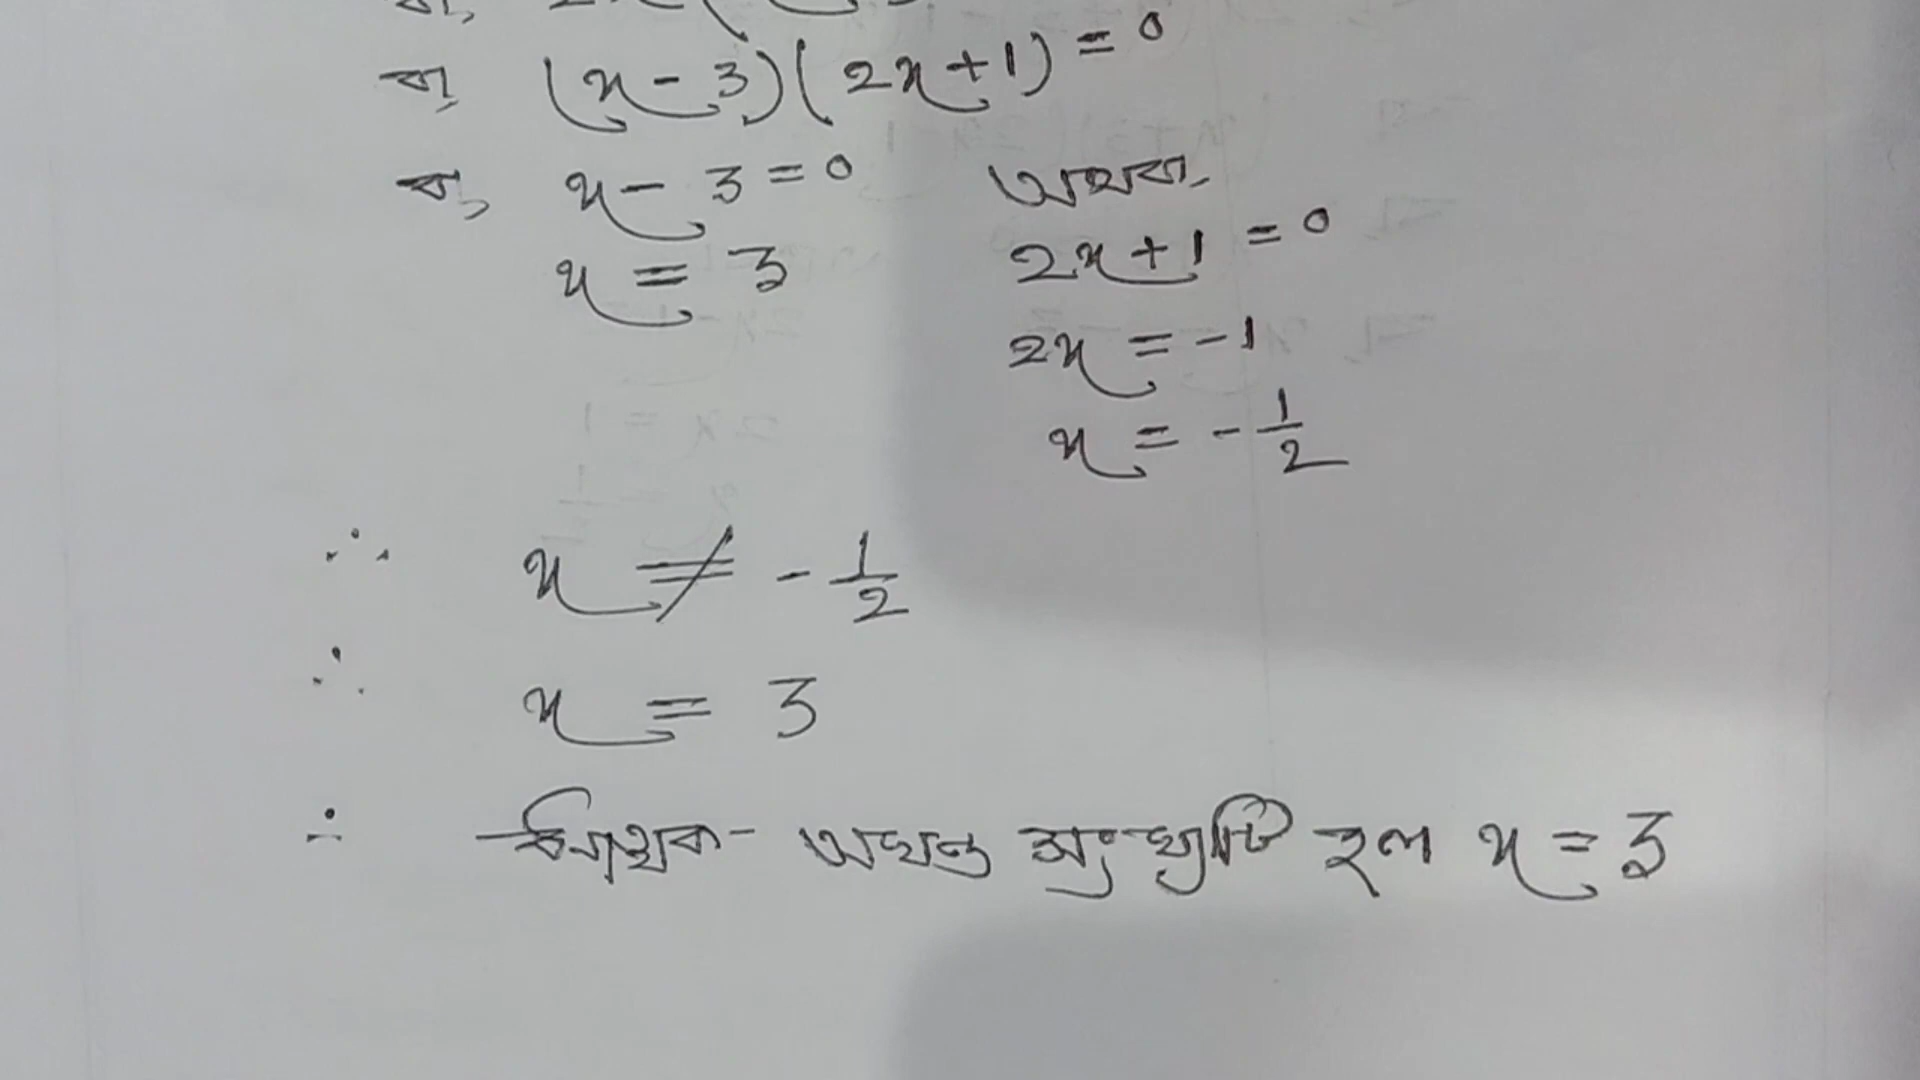 বা, (x - 3)(2x + 1) = 0
বা, x - 3 = 0 অথবা,
2x + 1 = 0
x = 3
2x = -1
x = - 1/2
∴ x ≠ - 1/2
∴ x = 3
∴ ধনাত্মক অখণ্ড সংখ্যাটি হল x = 3